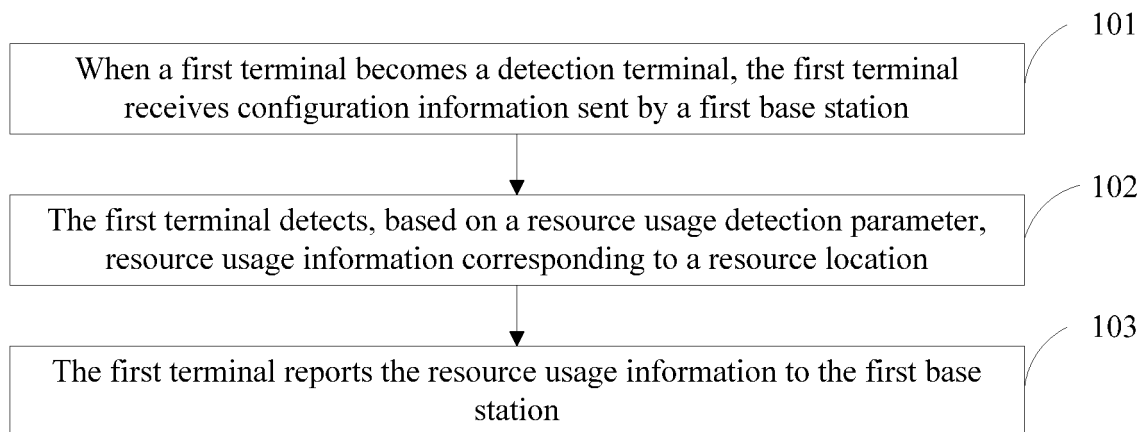 101
When a first terminal becomes a detection terminal, the first terminal
receives configuration information sent by a first base station
102
The first terminal detects, based on a resource usage detection parameter,
resource usage information corresponding to a resource location
103
The first terminal reports the resource usage information to the first base
station